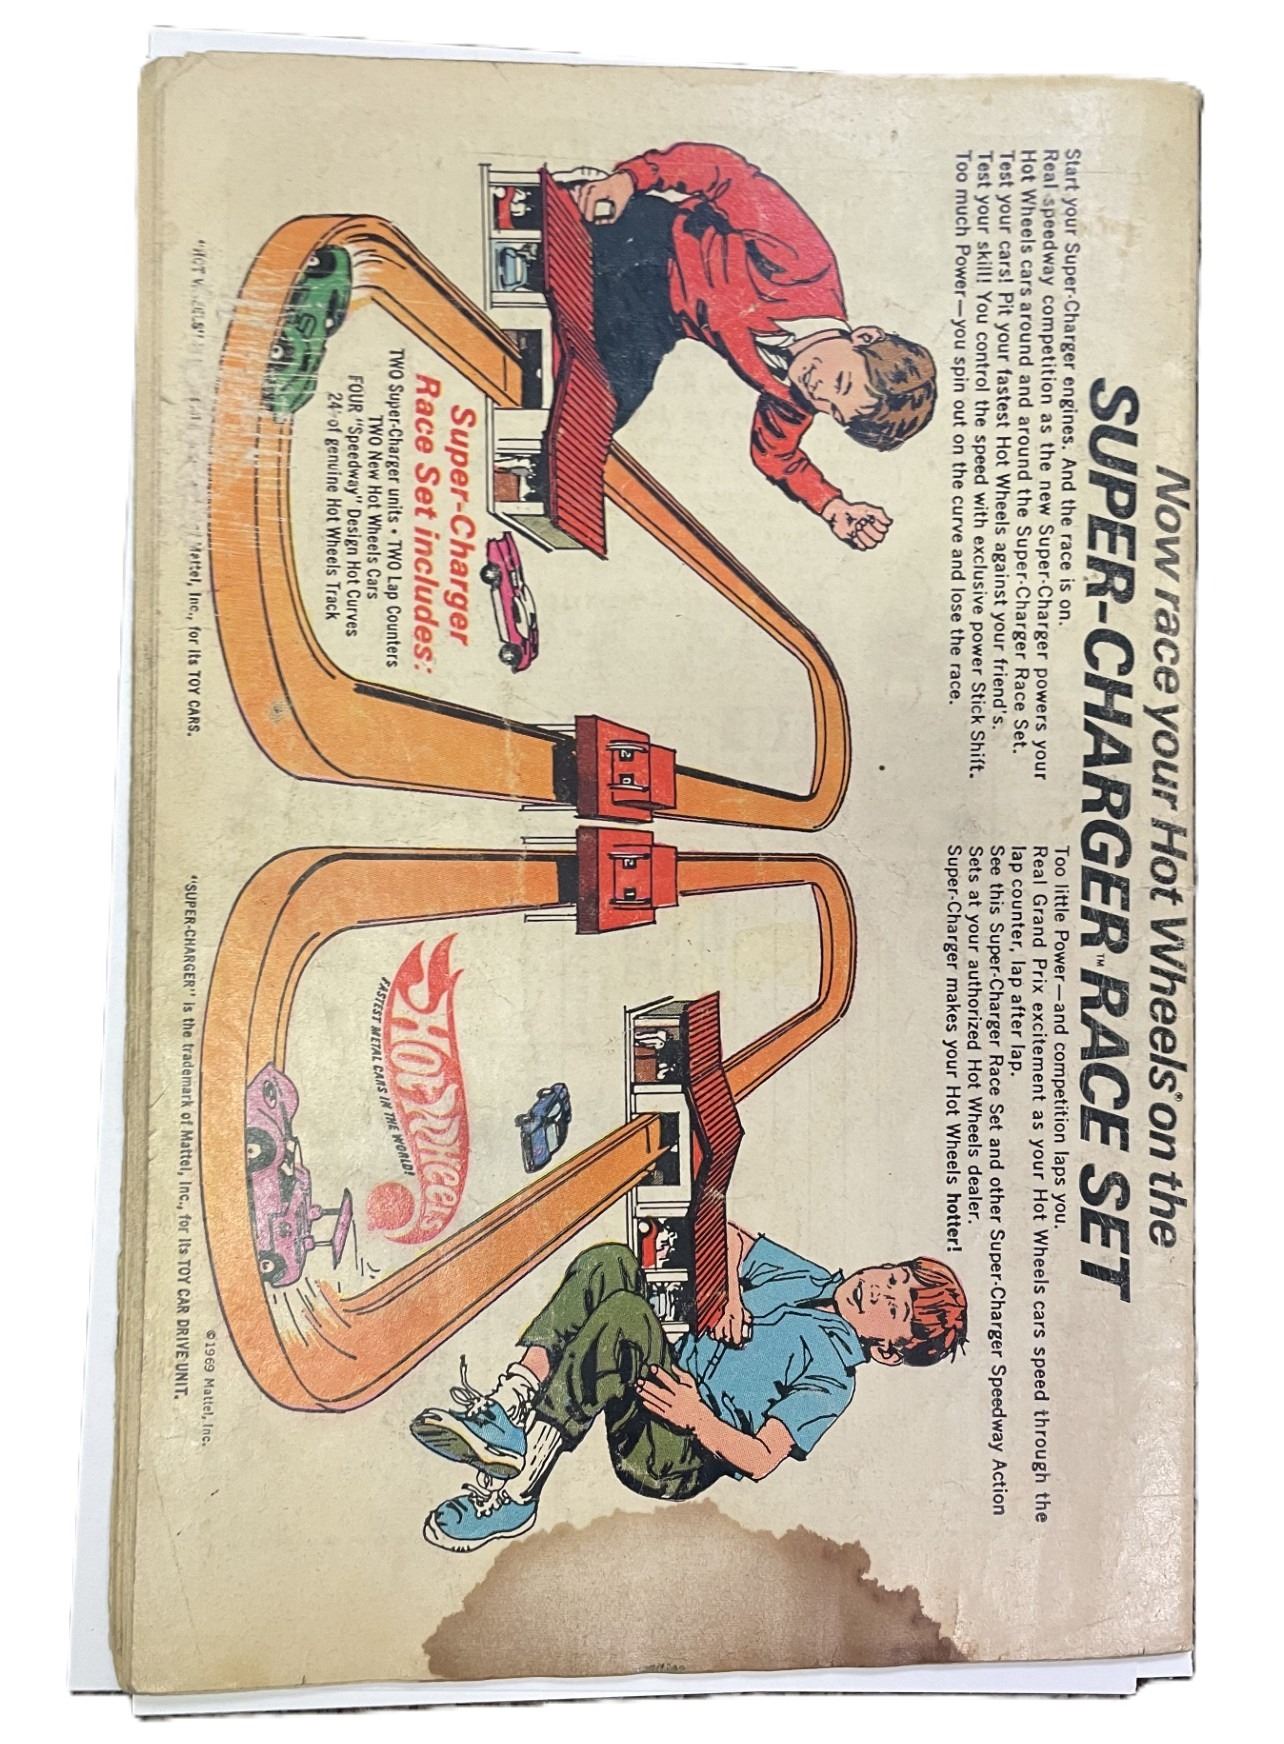 Now race your Hot Wheels® on the
SUPER-CHARGER™ RACE SET
Start your Super-Charger engines. And the race is on.
Real speedway competition as the new Super-Charger powers your
Hot Wheels cars around and around the Super-Charger Race Set.
Test your cars! Pit your fastest Hot Wheels against your friend's.
Test your skill! You control the speed with exclusive power Stick Shift.
Too much Power—you spin out on the curve and lose the race.
Too little Power—and competition laps you.
Real Grand Prix excitement as your Hot Wheels cars speed through the
lap counter, lap after lap.
See this Super-Charger Race Set and other Super-Charger Speedway Action
Sets at your authorized Hot Wheels dealer.
Super-Charger makes your Hot Wheels hotter!
Super-Charger
Race Set includes:
TWO Super-Charger units • TWO Lap Counters
TWO New Hot Wheels Cars
FOUR "Speedway" Design Hot Curves
24' of genuine Hot Wheels Track
2 0
2 1
Hot Wheels
FASTEST METAL CARS IN THE WORLD!
"HOT WHEELS" Mattel, Inc., for its TOY CARS.
"SUPER-CHARGER" is the trademark of Mattel, Inc., for its TOY CAR DRIVE UNIT.
©1969 Mattel, Inc.